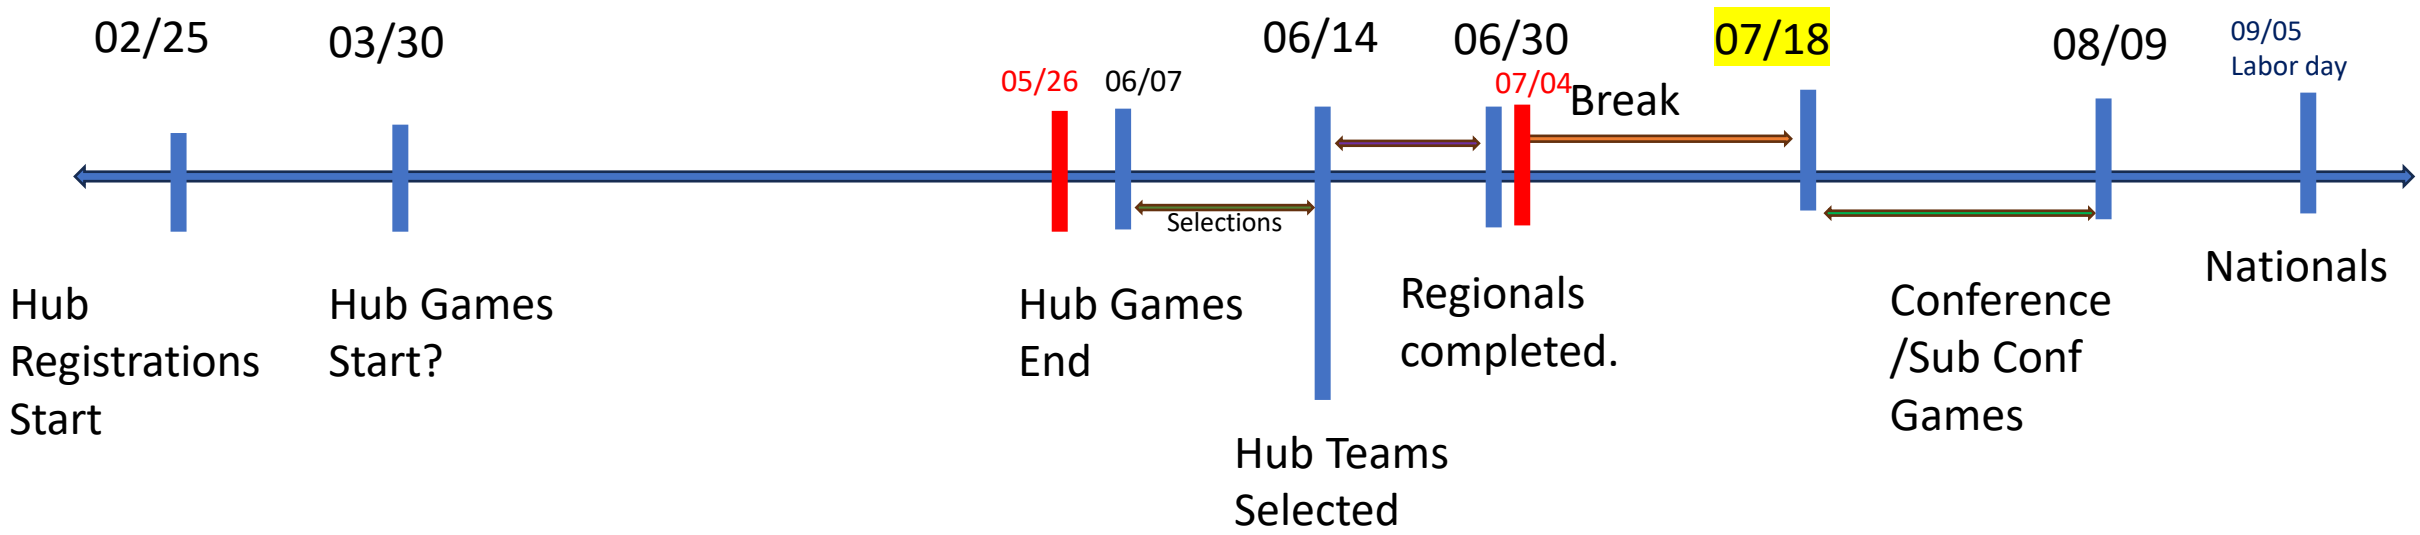 02/25
03/30
05/26
06/07
06/14
06/30
07/04
Break
07/18
08/09
09/05
Labor day
Selections
Hub
Registrations
Start
Hub Games
Start?
Hub Games
End
Hub Teams
Selected
Regionals
completed.
Conference
/Sub Conf
Games
Nationals